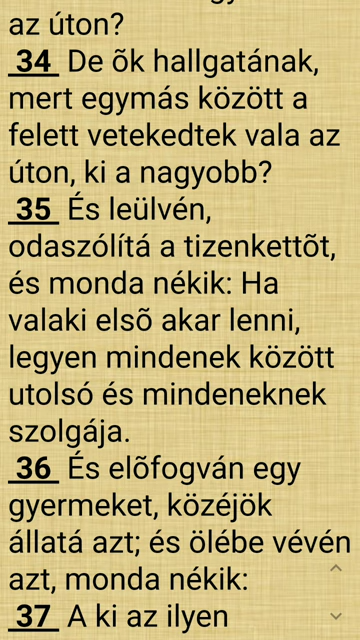 az úton?
34 De õk hallgatának,
mert egymás között a
felett vetekedtek vala az
úton, ki a nagyobb?
35 És leülvén,
odaszólítá a tizenkettõt,
és monda nékik: Ha
valaki elsõ akar lenni,
legyen mindenek között
utolsó és mindeneknek
szolgája.
36 És elõfogván egy
gyermeket, közéjök
állatá azt; és ölébe vévén
azt, monda nékik:
37 A ki az ilyen